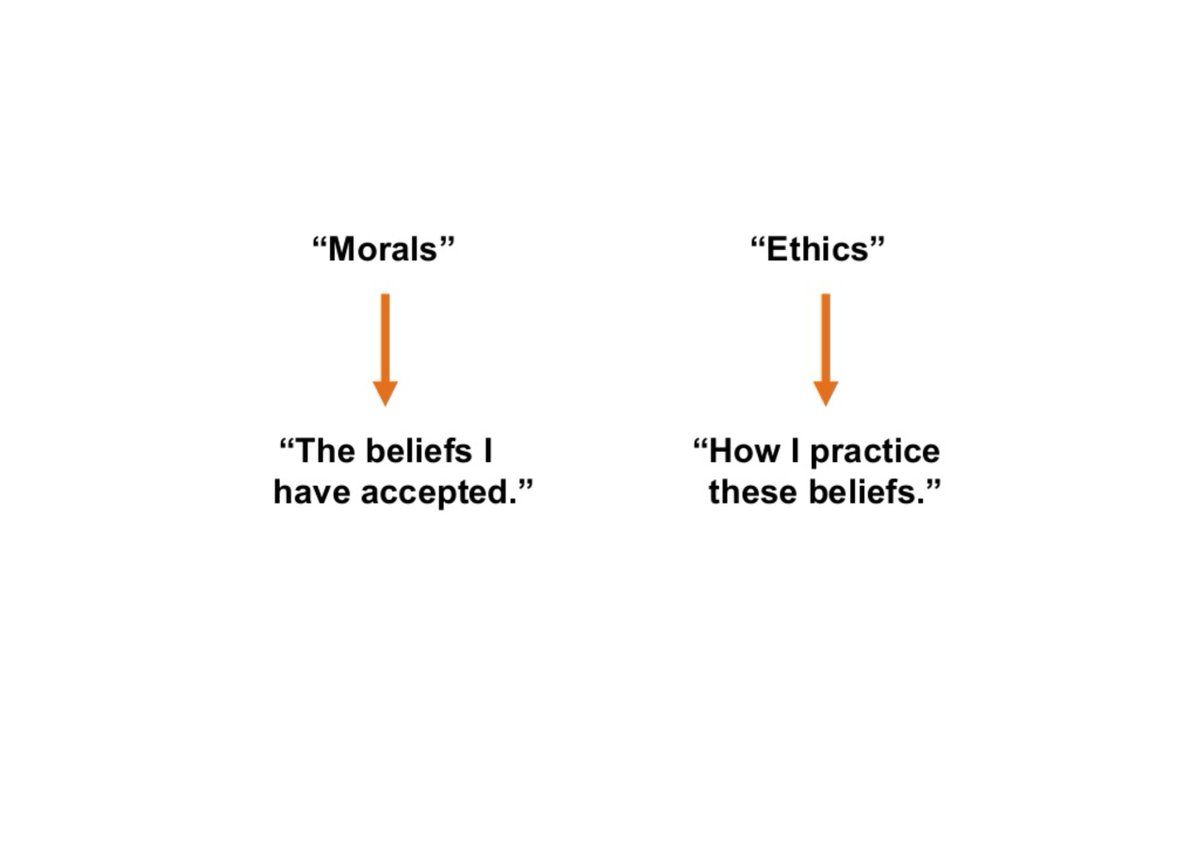 “Morals”
“Ethics”
“The beliefs I
have accepted.”
“How I practice
these beliefs.”